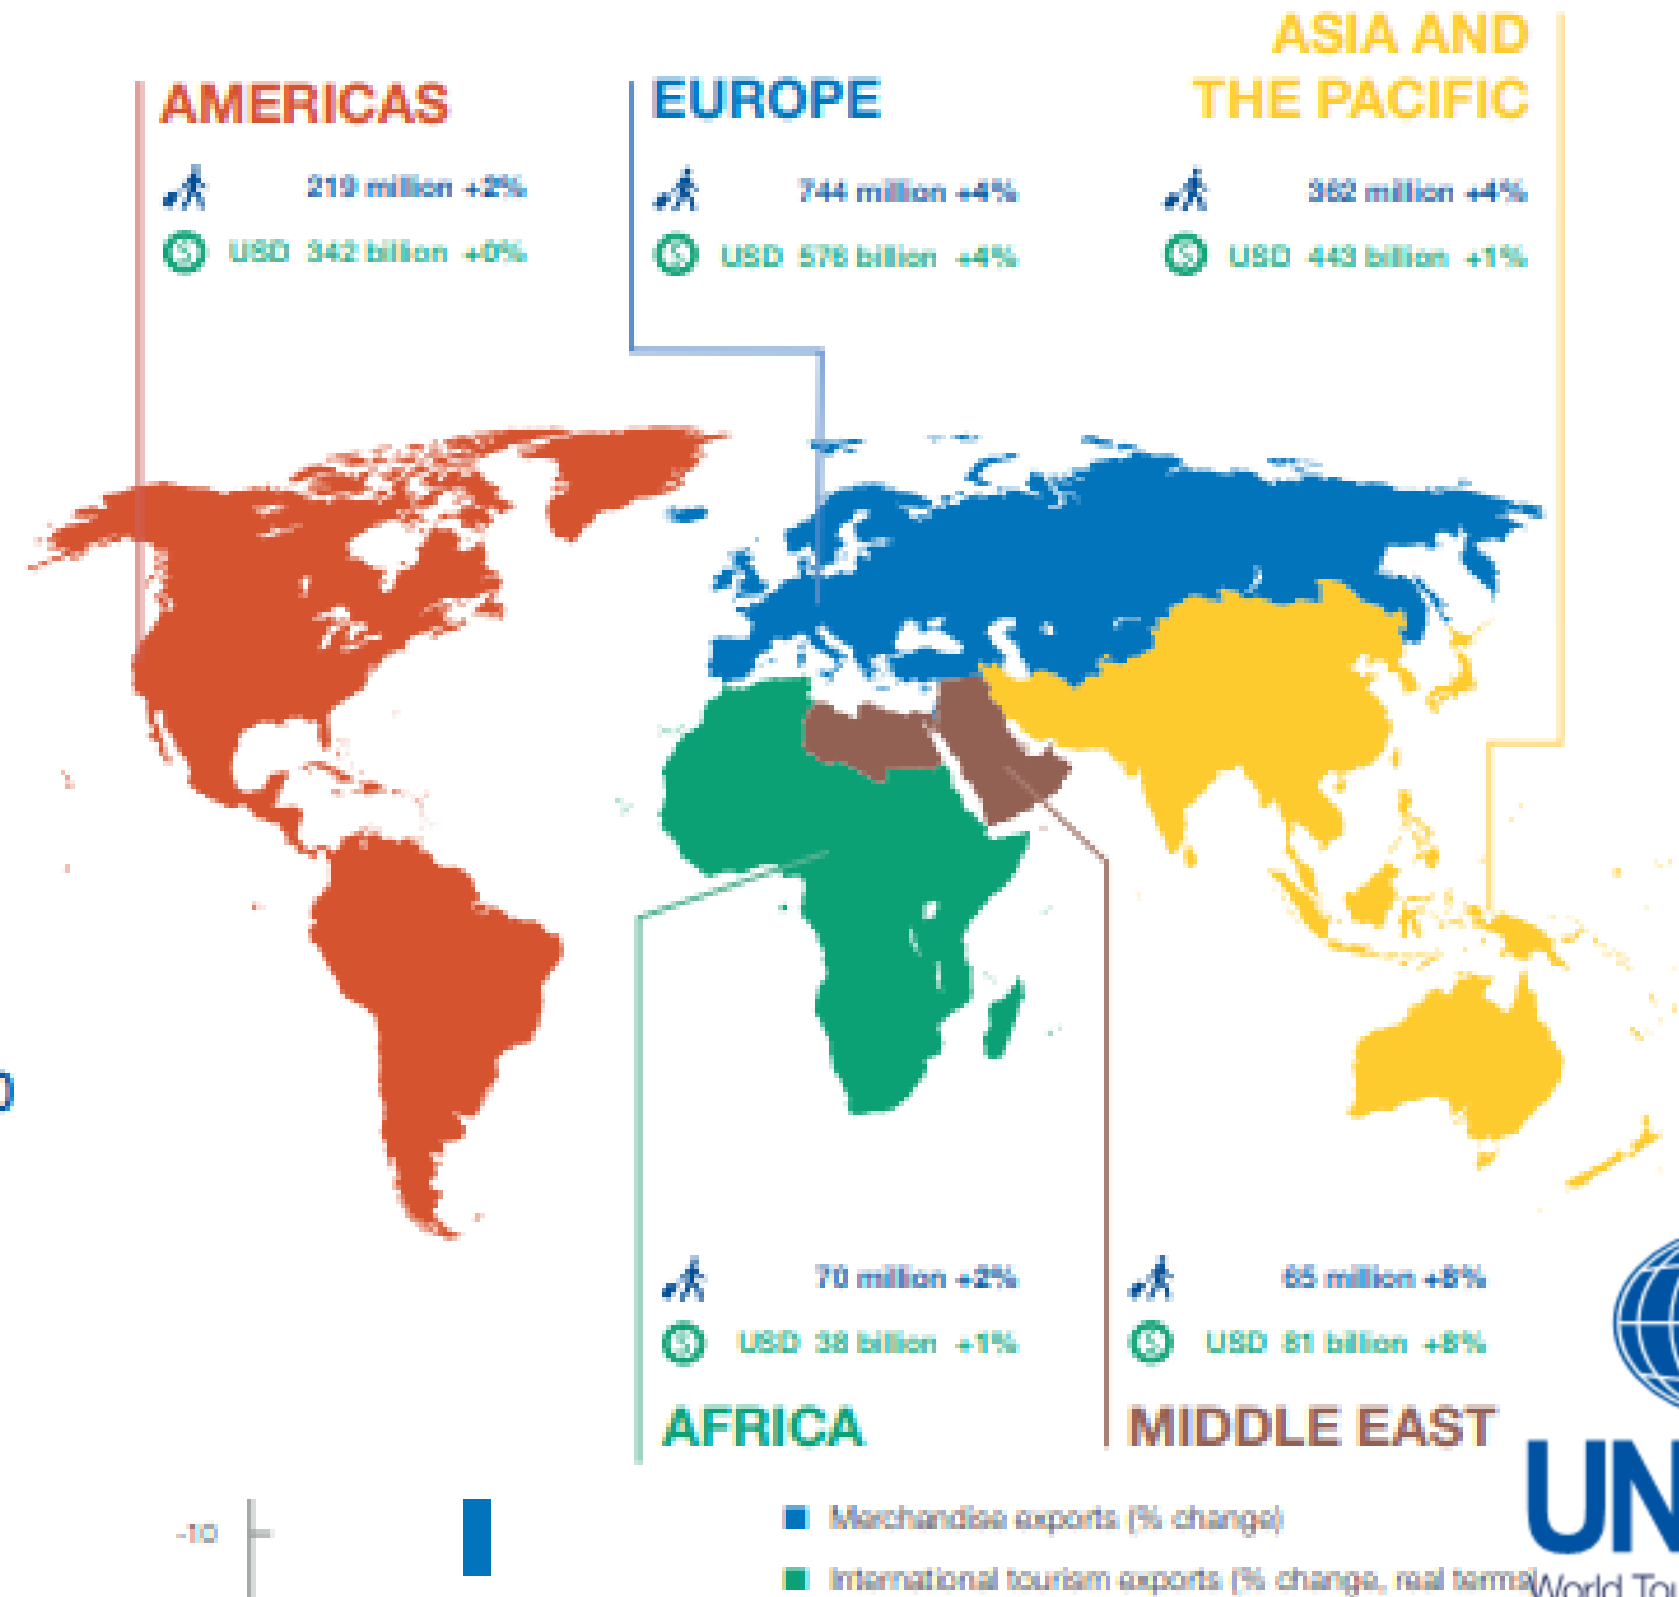 ASIA AND
THE PACIFIC
362 million +4%
USD 443 billion +1%
AMERICAS
219 million +2%
USD 342 billion +0%
EUROPE
744 million +4%
USD 576 billion +4%
70 million +2%
USD 38 billion +1%
AFRICA
65 million +8%
USD 81 billion +8%
MIDDLE EAST
-10
Merchandise exports (% change)
International tourism exports (% change, real terms)
UN
World Tou